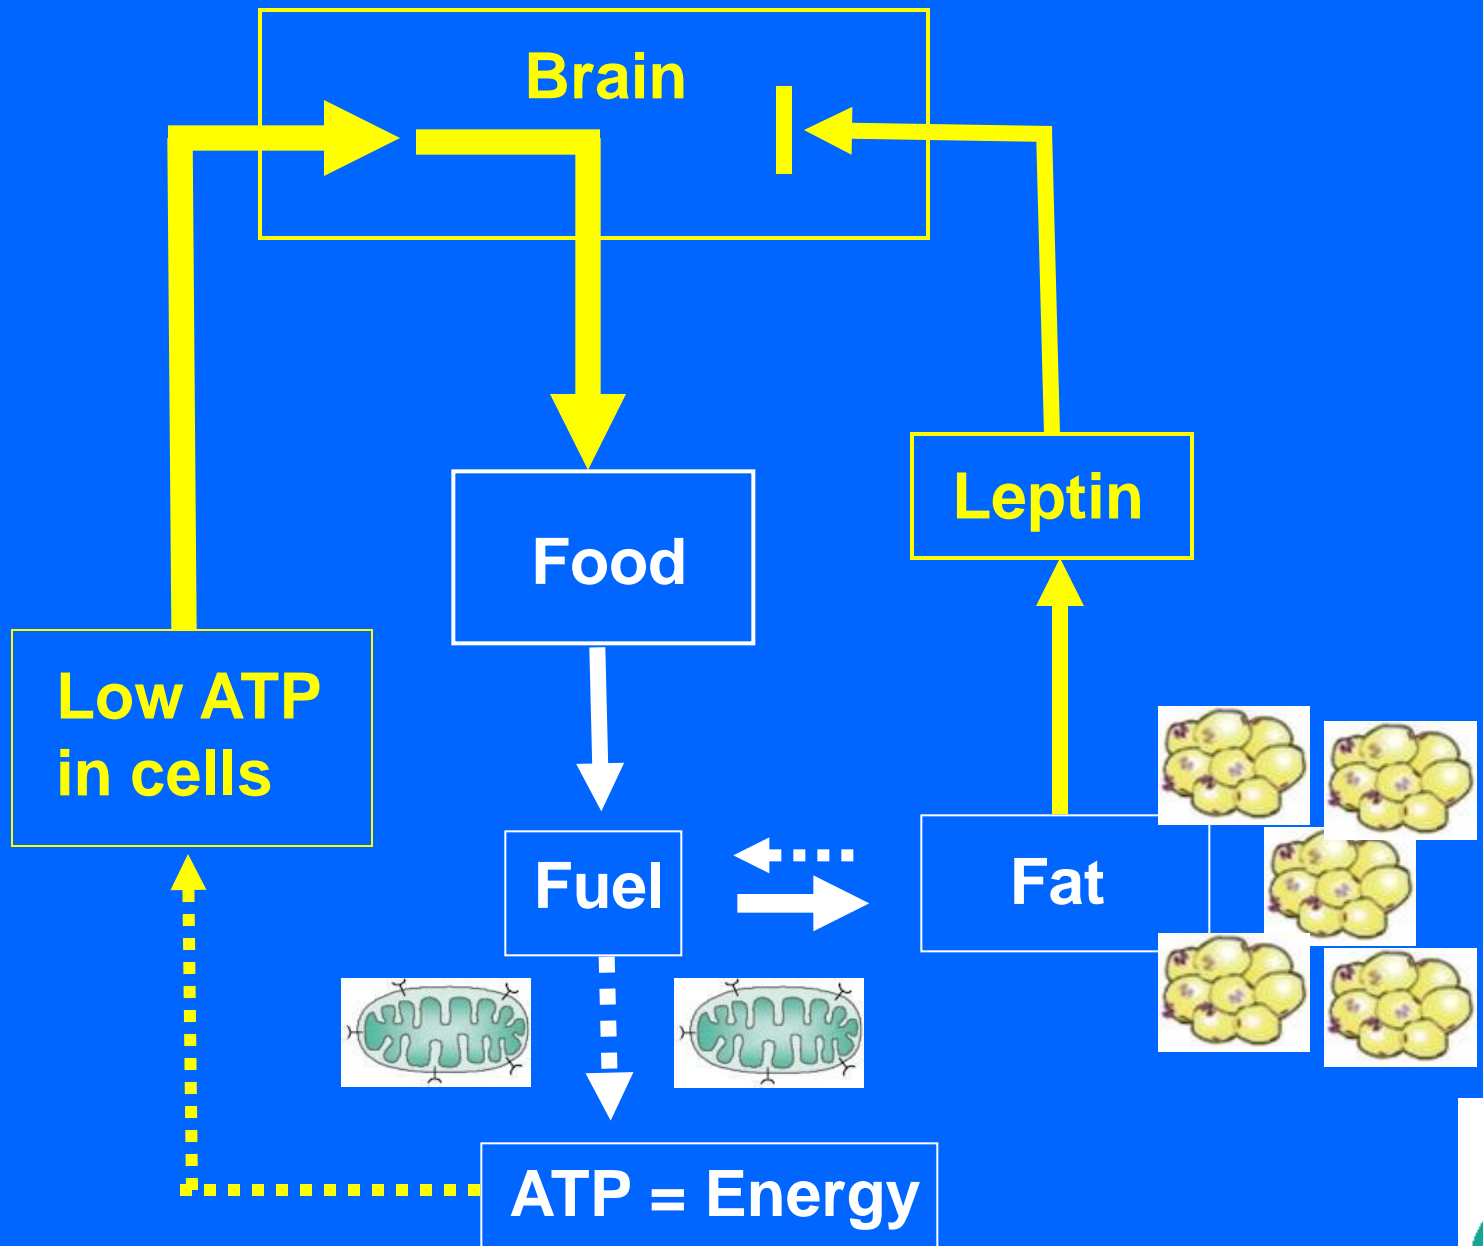 Brain
Leptin
Food
Low ATP
in cells
Fuel
Fat
ATP = Energy